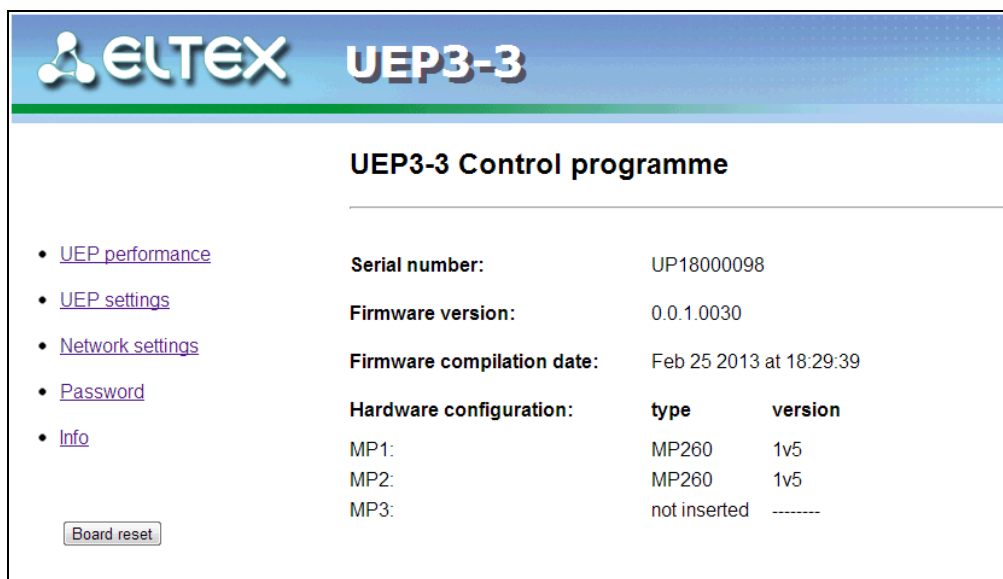 ELTEX UEP3-3
UEP3-3 Control programme
UEP performance
UEP settings
Network settings
Password
Info
Board reset
Serial number: UP18000098
Firmware version: 0.0.1.0030
Firmware compilation date: Feb 25 2013 at 18:29:39
Hardware configuration: type version
MP1: MP260 1v5
MP2: MP260 1v5
MP3: not inserted --------